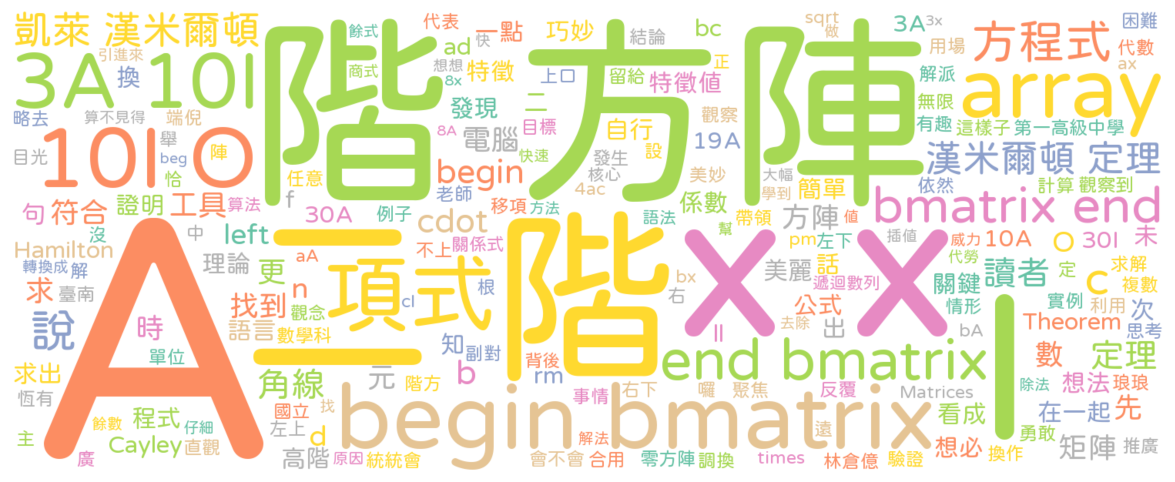 凱萊 漢米爾頓 餘式 代表 一點 巧妙 結論 sqrt 做 3A 3x 困難
引進來 快 ad bc 用場 方程式 代數
3A 10I 換 商式 想想 8x 特徵 上口 留給 正 特徵值 解派 ax
階 方 陣 array
略去 算不見得 端倪 發現 二 觀察 無限 有趣 這樣子 第一高級中學
10I O 舉 電腦 8A 目標 自行 19A 漢米爾頓 定理
目光 陣 beg 恰 任意 begin 快速 發生 核心 設 4ac 美妙 大幅 學到 簡單 依然 計算 觀察到
句 符合 證明 工具 算法 f 老師 例子 移項 方法 語法 係數 帶領 值 bmatrix end
30A cdot 方陣 pm 左下 話 插值 威力 10A O 30I 未
Hamilton 沒 中 left aA 不上 關係式 幫 美麗 遞迴數列 代勞 求解 定 複數
轉換成 解 理論 更 二 項式 階 x x I
求 臺南 找到 n 觀念 cl 根 bx 右 關鍵 讀者 c 情形 實例 利用
說 時 語言 數學科 知 副對 II 公式 去除 出 Theorem 次 思考
單位 元 b rm 背後 end bmatrix 數 定理
求出 階方 事情 右下 囉 聚焦 反覆 Matrices 除法 想法 琅琅
恆有 程式 角線 國立 begin bmatrix 看成 在一起 先
A 餘數 仔細 左上 d 找 解法 遠 勇敢
主 Cayley 直觀 驗證 想必 矩陣 推廣
廣 高階 原因 統統會 會不會 合用 零方陣 調換 times 林倉億 換作